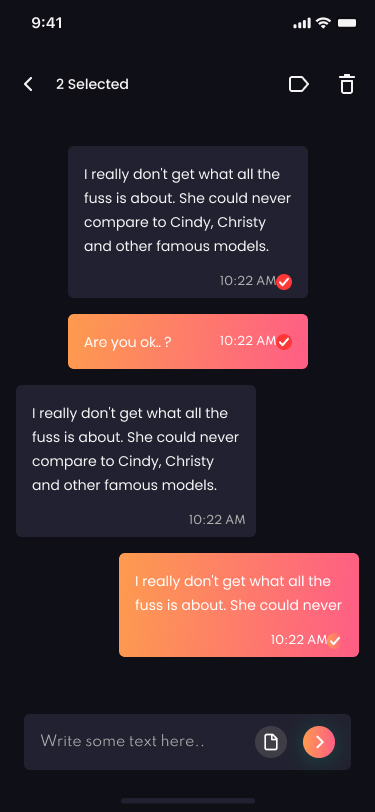 9:41
2 Selected
I really don't get what all the
fuss is about. She could never
compare to Cindy, Christy
and other famous models.
10:22 AM
Are you ok.. ?
10:22 AM
I really don't get what all the
fuss is about. She could never
compare to Cindy, Christy
and other famous models.
10:22 AM
I really don't get what all the
fuss is about. She could never
10:22 AM
Write some text here..